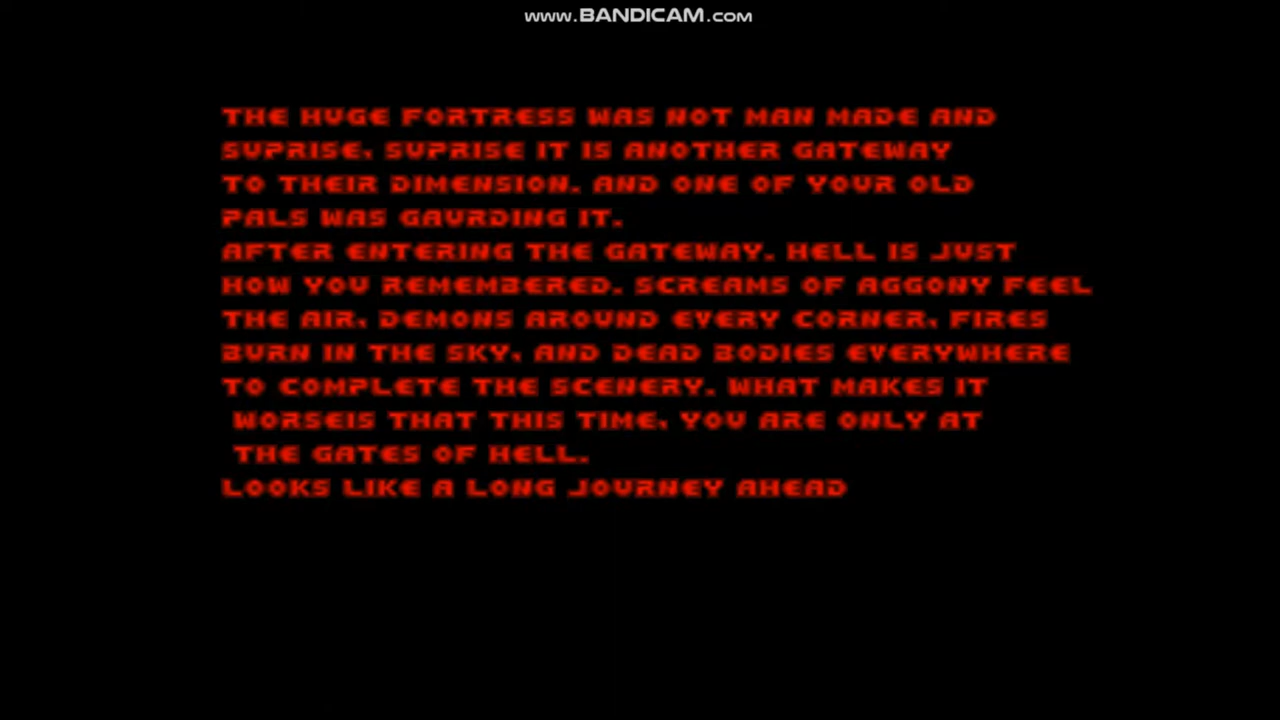 www.BANDICAM.com
THE HUGE FORTRESS WAS NOT MAN MADE AND
SUPRISE, SUPRISE IT IS ANOTHER GATEWAY
TO THEIR DIMENSION. AND ONE OF YOUR OLD
PALS WAS GAURDING IT.
AFTER ENTERING THE GATEWAY. HELL IS JUST
HOW YOU REMEMBERED. SCREAMS OF AGGONY FEEL
THE AIR, DEMONS AROUND EVERY CORNER, FIRES
BURN IN THE SKY, AND DEAD BODIES EVERYWHERE
TO COMPLETE THE SCENERY. WHAT MAKES IT
WORSEIS THAT THIS TIME, YOU ARE ONLY AT
THE GATES OF HELL.
LOOKS LIKE A LONG JOURNEY AHEAD